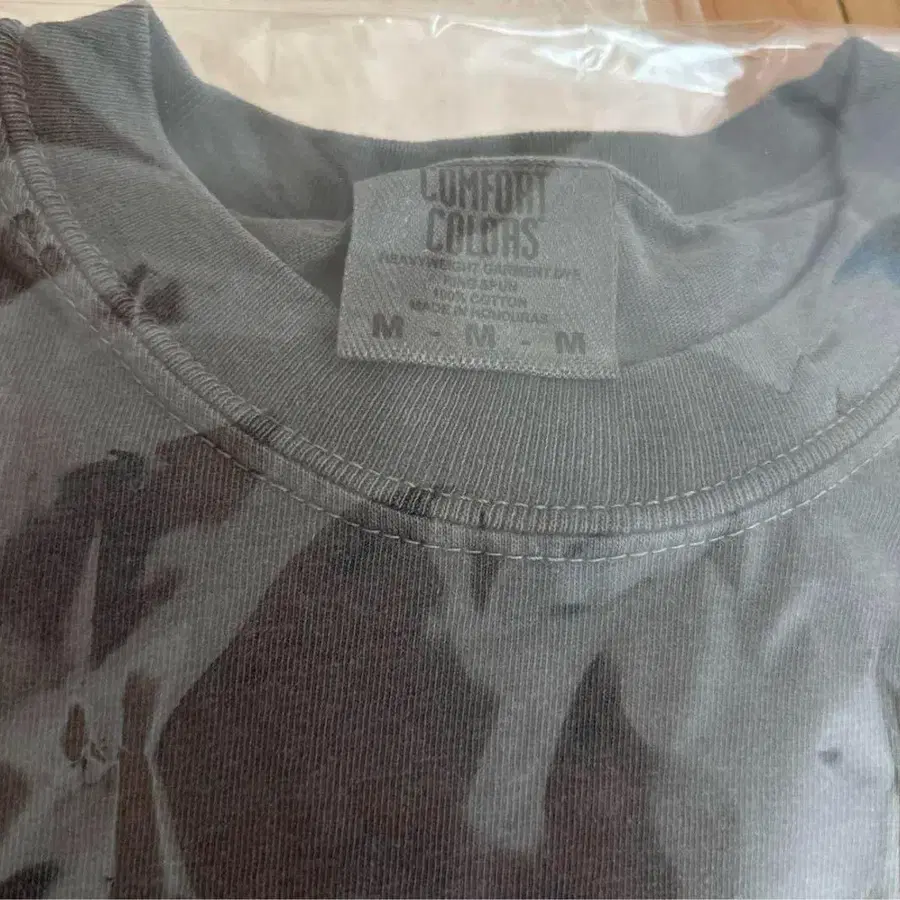 COMFORT
COLORS
HEAVYWEIGHT GARMENT DYE
RING SPUN
100% COTTON
MADE IN HONDURAS
M - M - M